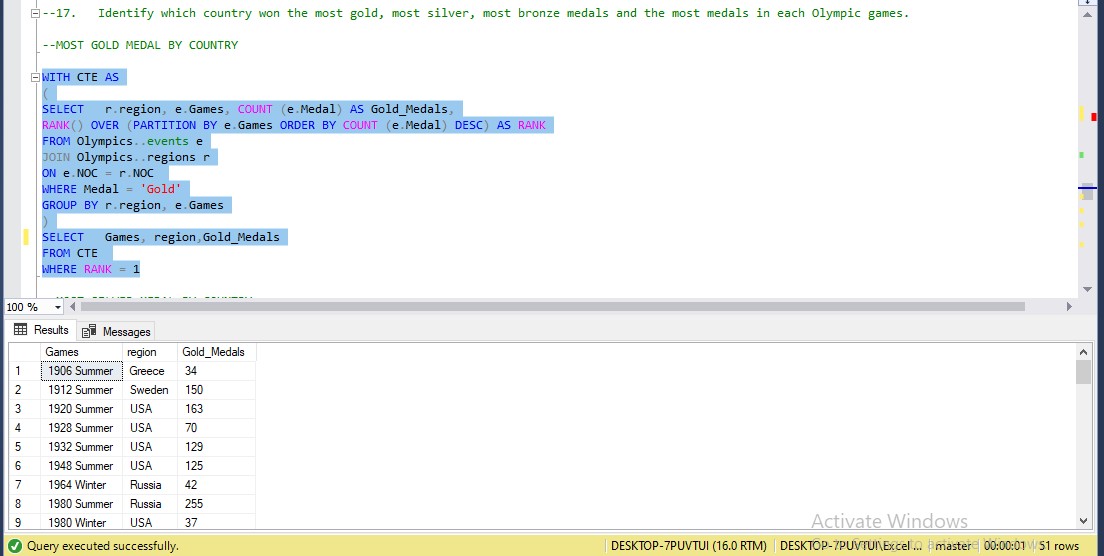 --17.   Identify which country won the most gold, most silver, most bronze medals and the most medals in each Olympic games.
--MOST GOLD MEDAL BY COUNTRY
WITH CTE AS
(
SELECT   r.region, e.Games, COUNT (e.Medal) AS Gold_Medals,
RANK() OVER (PARTITION BY e.Games ORDER BY COUNT (e.Medal) DESC) AS RANK
FROM Olympics..events e
JOIN Olympics..regions r
ON e.NOC = r.NOC
WHERE Medal = 'Gold'
GROUP BY r.region, e.Games
)
SELECT   Games, region,Gold_Medals
FROM CTE
WHERE RANK = 1
100 %
Results Messages
Games region Gold_Medals
1 1906 Summer Greece 34
2 1912 Summer Sweden 150
3 1920 Summer USA 163
4 1928 Summer USA 70
5 1932 Summer USA 129
6 1948 Summer USA 125
7 1964 Winter Russia 42
8 1980 Summer Russia 255
9 1980 Winter USA 37
Activate Windows
Query executed successfully. DESKTOP-7PUVTUI (16.0 RTM) DESKTOP-7PUVTUI\Excel... master 00:00:01 51 rows